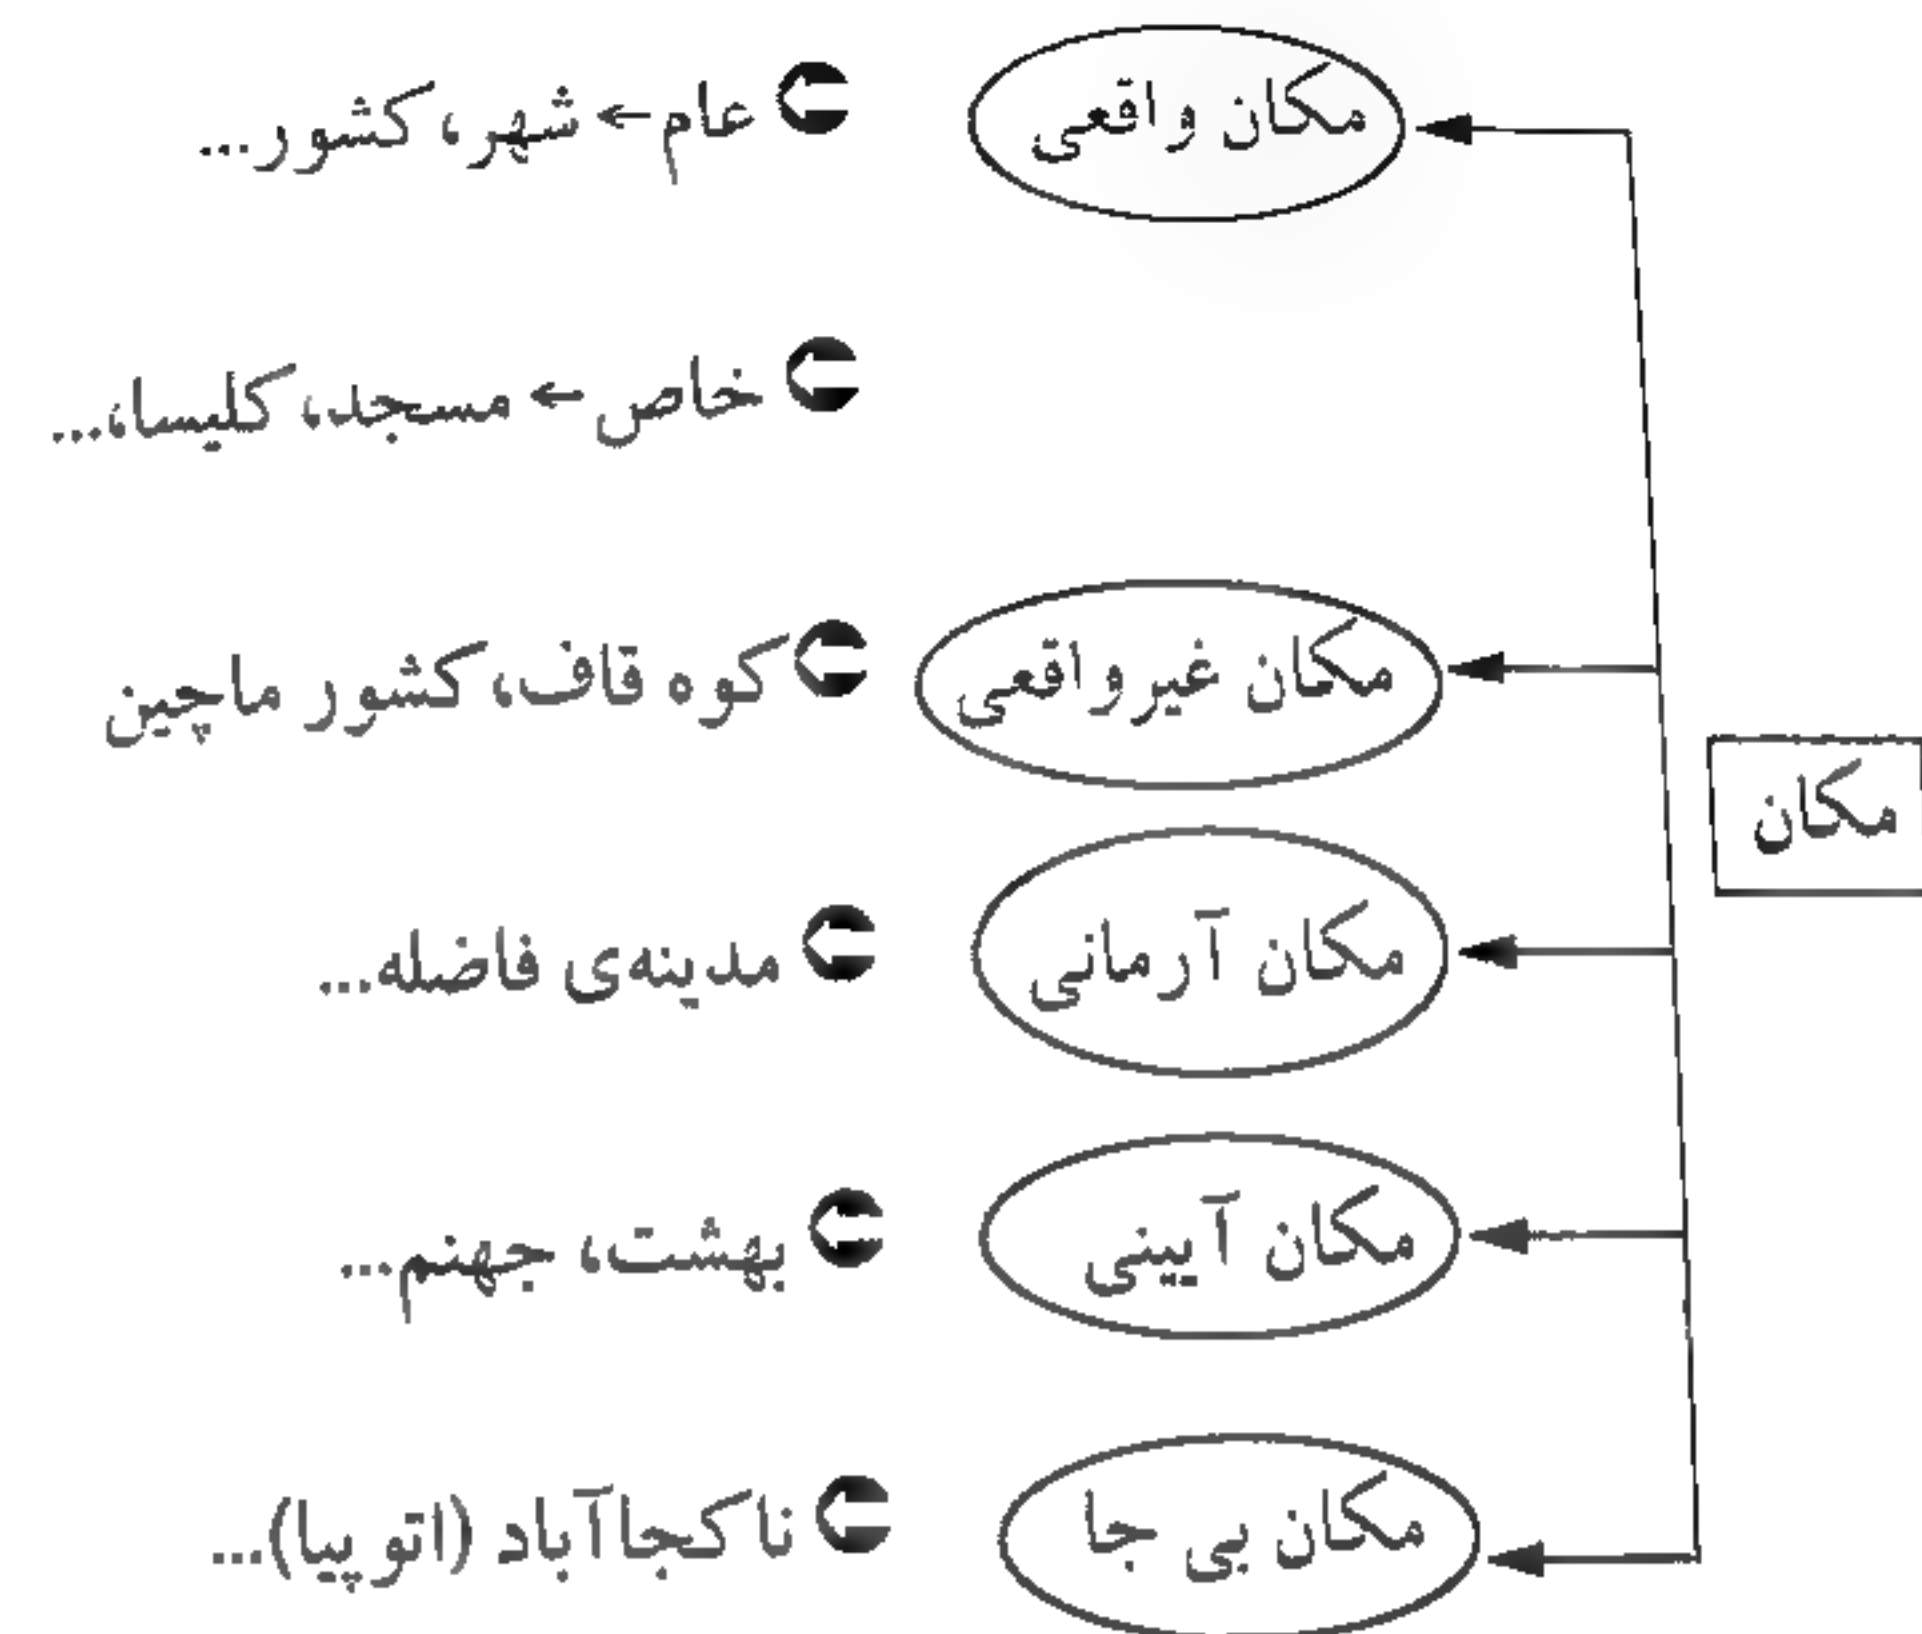 مکان واقعی عام ← شهر، کشور...
خاص ← مسجد، کلیسا،...
مکان غیرواقعی کوه قاف، کشور ماچین
مکان
مکان آرمانی مدینه‌ی فاضله...
مکان آیینی بهشت، جهنم...
مکان بی جا ناکجاآباد (اتوپیا)...